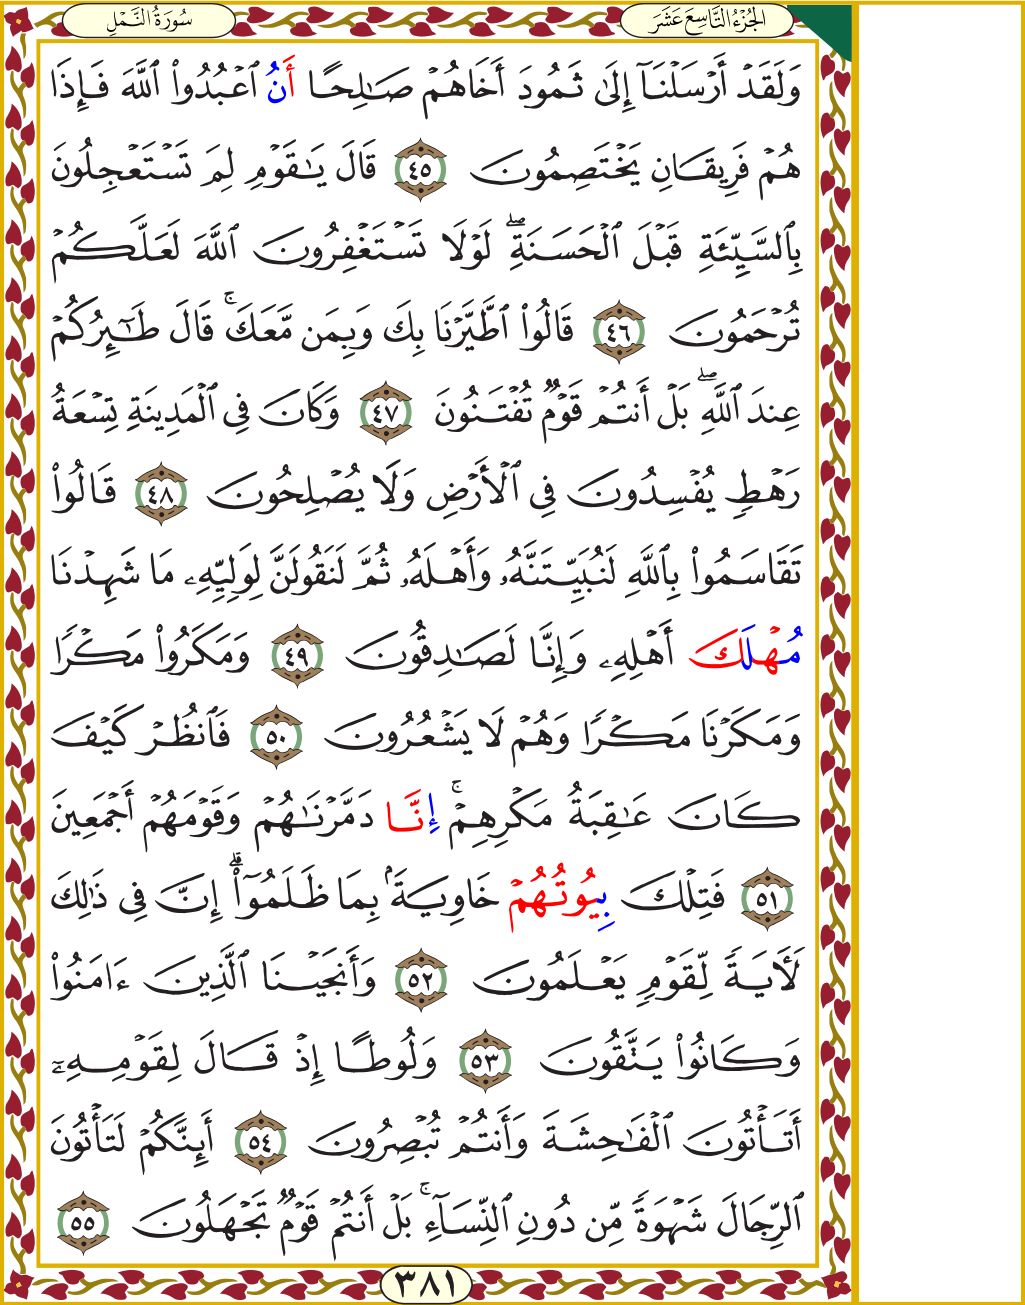 الجُزْءُ التَّاسِعَ عَشَرَ
سُورَةُ النَّمْلِ
وَلَقَدْ أَرْسَلْنَآ إِلَىٰ ثَمُودَ أَخَاهُمْ صَـٰلِحًا أَنُ ٱعْبُدُوا۟ ٱللَّهَ فَإِذَا
هُمْ فَرِيقَانِ يَخْتَصِمُونَ ٤٥ قَالَ يَـٰقَوْمِ لِمَ تَسْتَعْجِلُونَ
بِٱلسَّيِّئَةِ قَبْلَ ٱلْحَسَنَةِ ۖ لَوْلَا تَسْتَغْفِرُونَ ٱللَّهَ لَعَلَّكُمْ
تُرْحَمُونَ ٤٦ قَالُوا۟ ٱطَّيَّرْنَا بِكَ وَبِمَن مَّعَكَ ۚ قَالَ طَـٰٓئِرُكُمْ
عِندَ ٱللَّهِ ۖ بَلْ أَنتُمْ قَوْمٌ تُفْتَنُونَ ٤٧ وَكَانَ فِى ٱلْمَدِينَةِ تِسْعَةُ
رَهْطٍ يُفْسِدُونَ فِى ٱلْأَرْضِ وَلَا يُصْلِحُونَ ٤٨ قَالُوا۟
تَقَاسَمُوا۟ بِٱللَّهِ لَنُبَيِّتَنَّهُۥ وَأَهْلَهُۥ ثُمَّ لَنَقُولَنَّ لِوَلِيِّهِۦ مَا شَهِدْنَا
مُهْلَكَ أَهْلِهِۦ وَإِنَّا لَصَـٰدِقُونَ ٤٩ وَمَكَرُوا۟ مَكْرًا
وَمَكَرْنَا مَكْرًا وَهُمْ لَا يَشْعُرُونَ ٥٠ فَٱنظُرْ كَيْفَ
كَانَ عَـٰقِبَةُ مَكْرِهِمْ ۚ إِنَّا دَمَّرْنَـٰهُمْ وَقَوْمَهُمْ أَجْمَعِينَ
٥١ فَتِلْكَ بِيُوتُهُمْ خَاوِيَةًۢ بِمَا ظَلَمُوٓا۟ ۗ إِنَّ فِى ذَٰلِكَ
لَـَٔايَةً لِّقَوْمٍ يَعْلَمُونَ ٥٢ وَأَنجَيْنَا ٱلَّذِينَ ءَامَنُوا۟
وَكَانُوا۟ يَتَّقُونَ ٥٣ وَلُوطًا إِذْ قَالَ لِقَوْمِهِۦٓ
أَتَأْتُونَ ٱلْفَـٰحِشَةَ وَأَنتُمْ تُبْصِرُونَ ٥٤ أَئِنَّكُمْ لَتَأْتُونَ
ٱلرِّجَالَ شَهْوَةً مِّن دُونِ ٱلنِّسَآءِ ۚ بَلْ أَنتُمْ قَوْمٌ تَجْهَلُونَ ٥٥
٣٨١